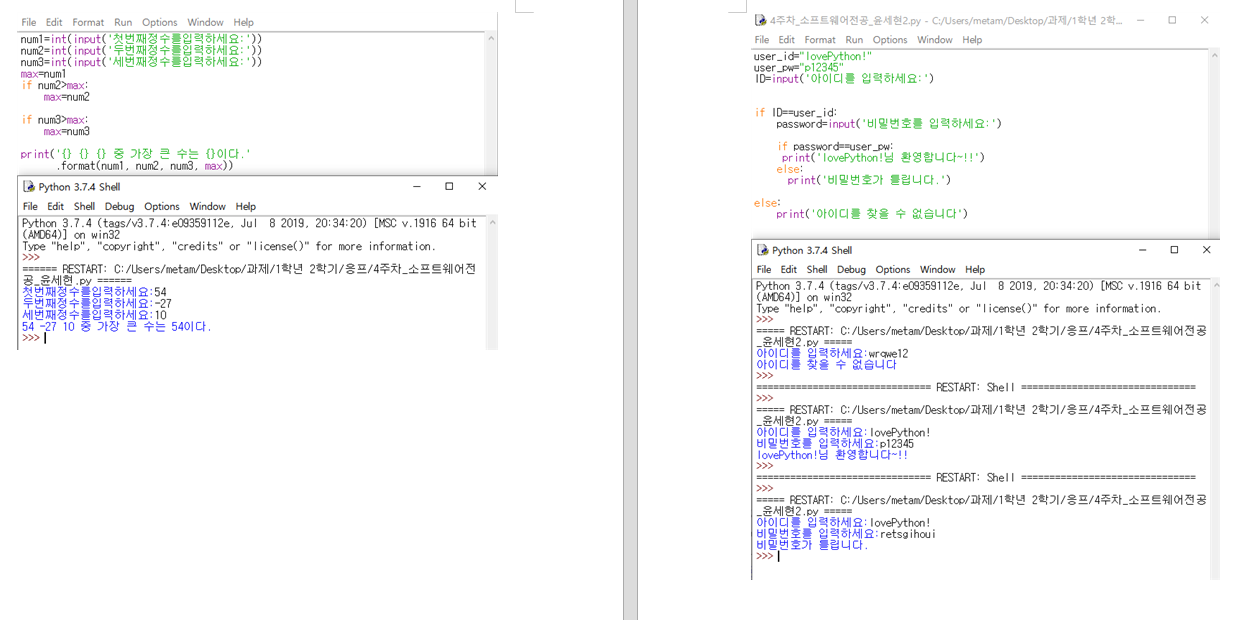 File Edit Format Run Options Window Help
num1=int(input('첫번째정수를입력하세요:'))
num2=int(input('두번째정수를입력하세요:'))
num3=int(input('세번째정수를입력하세요:'))
max=num1
if num2>max:
max=num2
if num3>max:
max=num3
print('{} {} {} 중 가장 큰 수는 {}이다.'
.format(num1, num2, num3, max))
Python 3.7.4 Shell
File Edit Shell Debug Options Window Help
Python 3.7.4 (tags/v3.7.4:e09359112e, Jul 8 2019, 20:34:20) [MSC v.1916 64 bit
(AMD64)] on win32
Type "help", "copyright", "credits" or "license()" for more information.
>>>
====== RESTART: C:/Users/metam/Desktop/과제/1학년 2학기/응프/4주차_소프트웨어전
공_윤세현.py ======
첫번째정수를입력하세요:54
두번째정수를입력하세요:-27
세번째정수를입력하세요:10
54 -27 10 중 가장 큰 수는 54이다.
>>>
4주차_소프트웨어전공_윤세현2.py - C:/Users/metam/Desktop/과제/1학년 2학...
File Edit Format Run Options Window Help
user_id="lovePython!"
user_pw="p12345"
ID=input('아이디를 입력하세요:')
if ID==user_id:
password=input('비밀번호를 입력하세요:')
if password==user_pw:
print('lovePython!님 환영합니다~!!')
else:
print('비밀번호가 틀립니다.')
else:
print('아이디를 찾을 수 없습니다')
Python 3.7.4 Shell
File Edit Shell Debug Options Window Help
Python 3.7.4 (tags/v3.7.4:e09359112e, Jul 8 2019, 20:34:20) [MSC v.1916 64 bit
(AMD64)] on win32
Type "help", "copyright", "credits" or "license()" for more information.
>>>
===== RESTART: C:/Users/metam/Desktop/과제/1학년 2학기/응프/4주차_소프트웨어전공
_윤세현2.py =====
아이디를 입력하세요:wrqwe12
아이디를 찾을 수 없습니다
>>>
=============================== RESTART: Shell ===============================
>>>
===== RESTART: C:/Users/metam/Desktop/과제/1학년 2학기/응프/4주차_소프트웨어전공
_윤세현2.py =====
아이디를 입력하세요:lovePython!
비밀번호를 입력하세요:p12345
lovePython!님 환영합니다~!!
>>>
=============================== RESTART: Shell ===============================
>>>
===== RESTART: C:/Users/metam/Desktop/과제/1학년 2학기/응프/4주차_소프트웨어전공
_윤세현2.py =====
아이디를 입력하세요:lovePython!
비밀번호를 입력하세요:retsgihoui
비밀번호가 틀립니다.
>>>